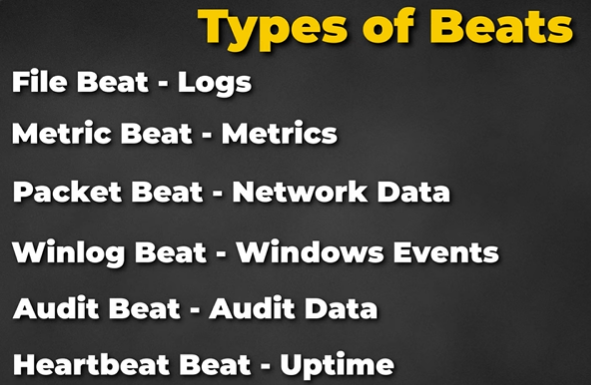 Types of Beats
File Beat - Logs
Metric Beat - Metrics
Packet Beat - Network Data
Winlog Beat - Windows Events
Audit Beat - Audit Data
Heartbeat Beat - Uptime